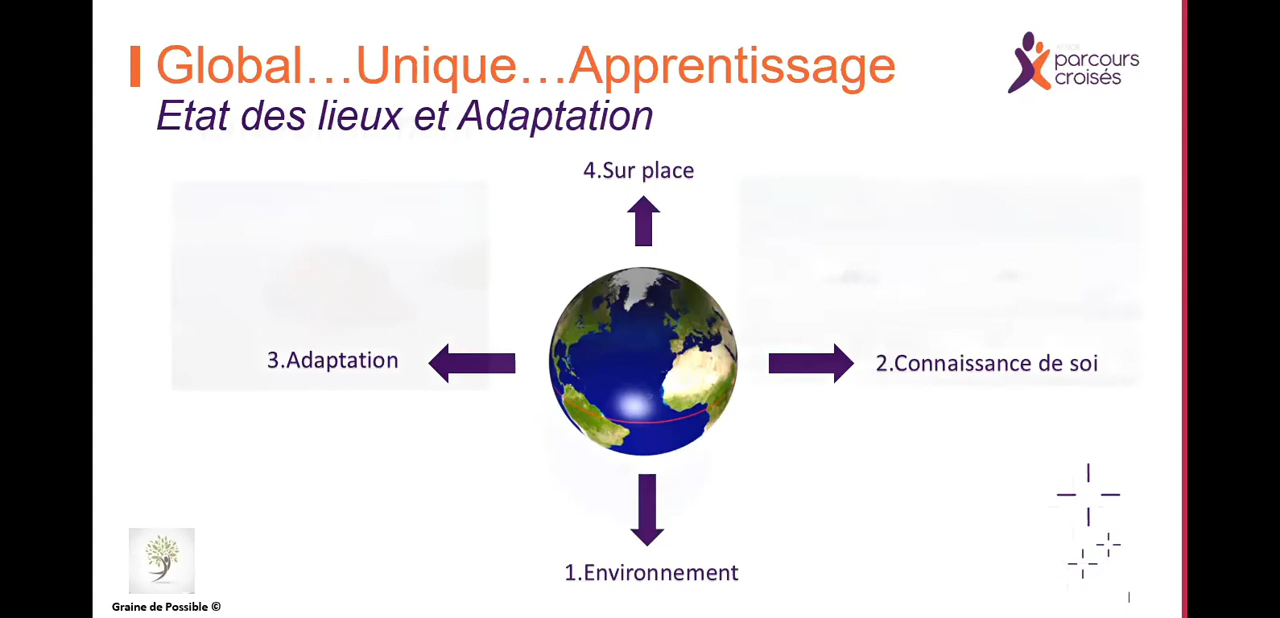 Global…Unique…Apprentissage
Etat des lieux et Adaptation
parcours
croisés
4.Sur place
3.Adaptation
2.Connaissance de soi
1.Environnement
Graine de Possible ©